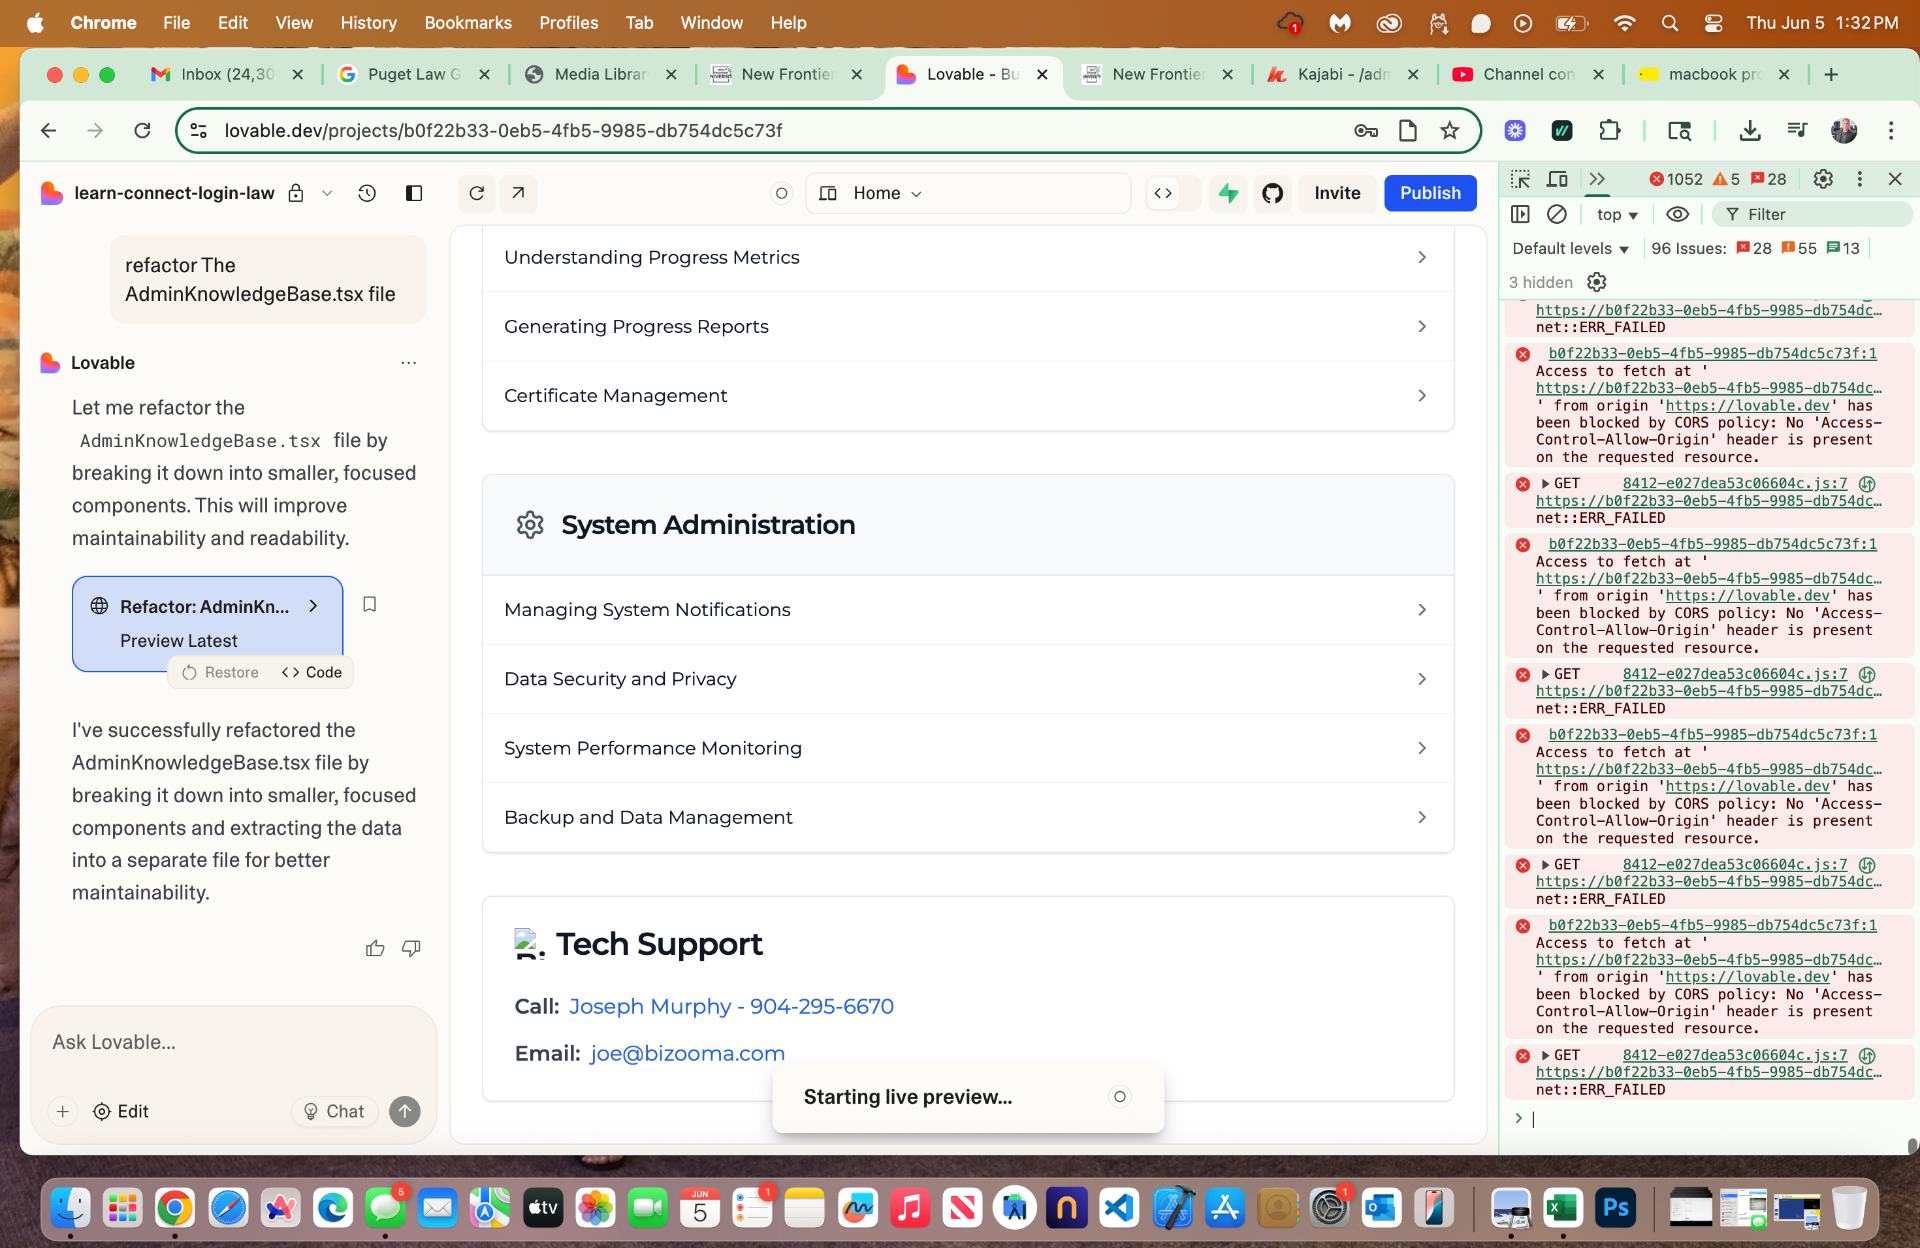 Chrome File Edit View History Bookmarks Profiles Tab Window Help
1
Thu Jun 5 1:32 PM
Inbox (24,30
Puget Law G
Media Librar
New Frontier
Lovable - Bu
New Frontier
Kajabi - /adm
Channel con
macbook pro
lovable.dev/projects/b0f22b33-0eb5-4fb5-9985-db754dc5c73f
learn-connect-login-law
Home
Invite
Publish
refactor The
AdminKnowledgeBase.tsx file
Lovable
Let me refactor the
AdminKnowledgeBase.tsx file by
breaking it down into smaller, focused
components. This will improve
maintainability and readability.
Refactor: AdminKn...
Preview Latest
Restore
Code
I've successfully refactored the
AdminKnowledgeBase.tsx file by
breaking it down into smaller, focused
components and extracting the data
into a separate file for better
maintainability.
Ask Lovable...
Edit
Chat
Understanding Progress Metrics
Generating Progress Reports
Certificate Management
System Administration
Managing System Notifications
Data Security and Privacy
System Performance Monitoring
Backup and Data Management
Tech Support
Call: Joseph Murphy - 904-295-6670
Email: joe@bizooma.com
Starting live preview...
1052 5 28
top
Filter
Default levels
96 Issues: 28 55 13
3 hidden
https://b0f22b33-0eb5-4fb5-9985-db754dc…
net::ERR_FAILED
b0f22b33-0eb5-4fb5-9985-db754dc5c73f:1
Access to fetch at '
https://b0f22b33-0eb5-4fb5-9985-db754dc…
' from origin 'https://lovable.dev' has
been blocked by CORS policy: No 'Access-
Control-Allow-Origin' header is present
on the requested resource.
GET 8412-e027dea53c06604c.js:7
https://b0f22b33-0eb5-4fb5-9985-db754dc…
net::ERR_FAILED
b0f22b33-0eb5-4fb5-9985-db754dc5c73f:1
Access to fetch at '
https://b0f22b33-0eb5-4fb5-9985-db754dc…
' from origin 'https://lovable.dev' has
been blocked by CORS policy: No 'Access-
Control-Allow-Origin' header is present
on the requested resource.
GET 8412-e027dea53c06604c.js:7
https://b0f22b33-0eb5-4fb5-9985-db754dc…
net::ERR_FAILED
b0f22b33-0eb5-4fb5-9985-db754dc5c73f:1
Access to fetch at '
https://b0f22b33-0eb5-4fb5-9985-db754dc…
' from origin 'https://lovable.dev' has
been blocked by CORS policy: No 'Access-
Control-Allow-Origin' header is present
on the requested resource.
GET 8412-e027dea53c06604c.js:7
https://b0f22b33-0eb5-4fb5-9985-db754dc…
net::ERR_FAILED
b0f22b33-0eb5-4fb5-9985-db754dc5c73f:1
Access to fetch at '
https://b0f22b33-0eb5-4fb5-9985-db754dc…
' from origin 'https://lovable.dev' has
been blocked by CORS policy: No 'Access-
Control-Allow-Origin' header is present
on the requested resource.
GET 8412-e027dea53c06604c.js:7
https://b0f22b33-0eb5-4fb5-9985-db754dc…
net::ERR_FAILED
5
tv
JUN
5
1
1
Ps